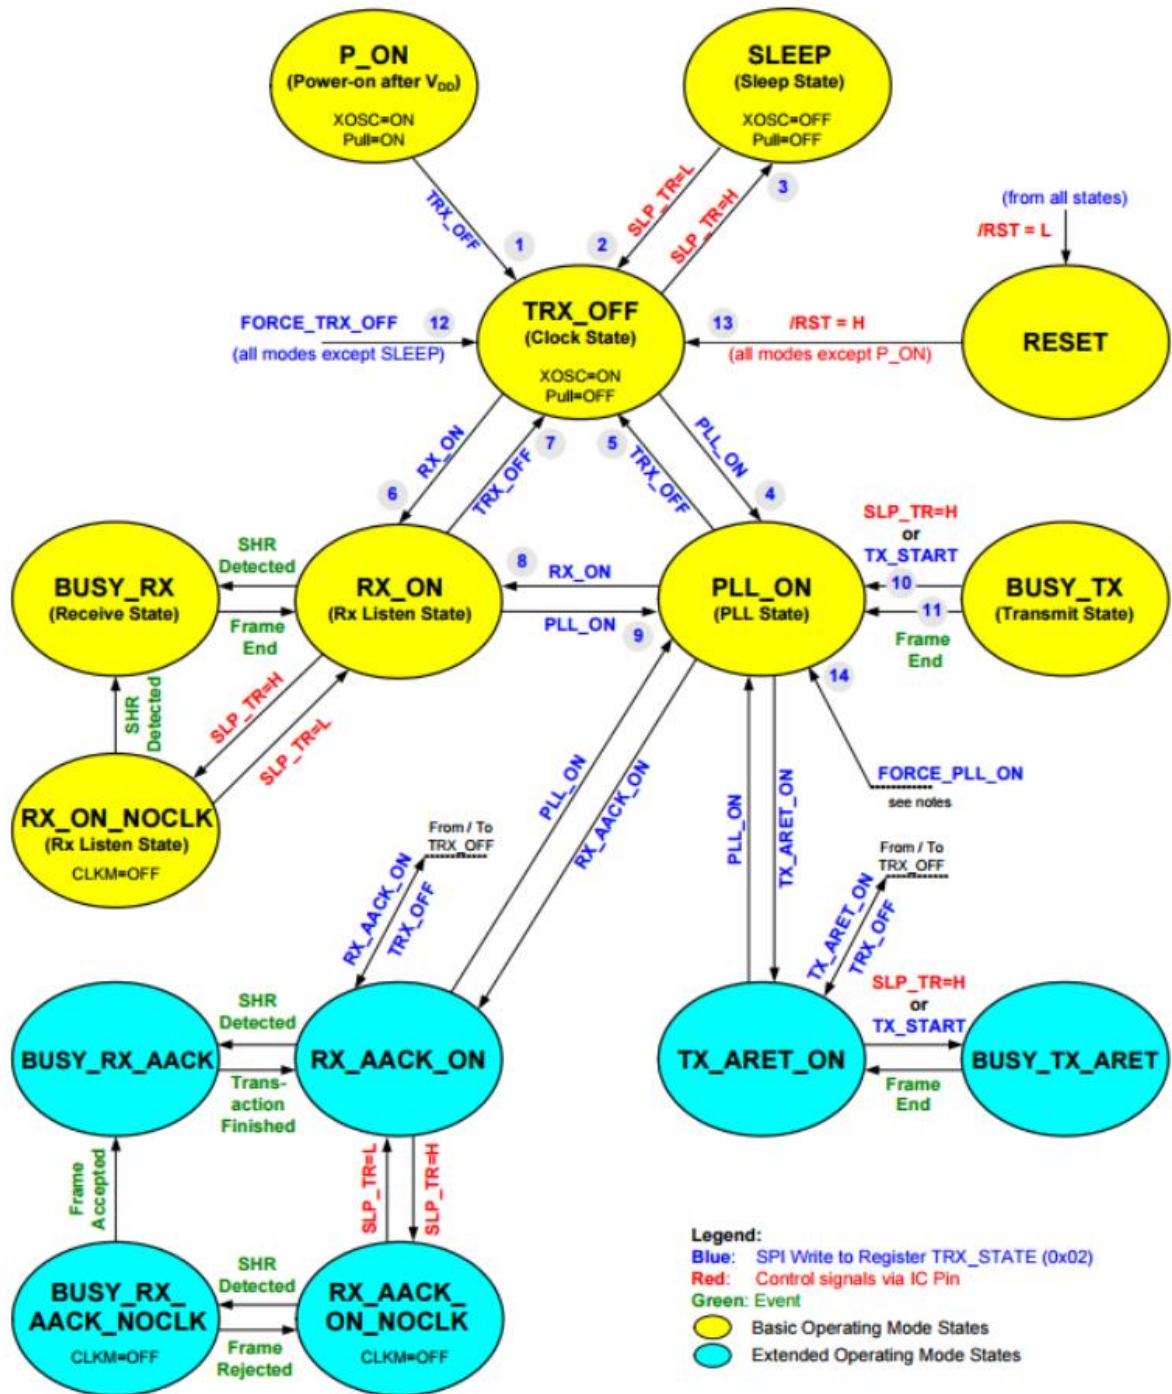 P_ON
(Power-on after VDD)
XOSC=ON
Pull=ON
SLEEP
(Sleep State)
XOSC=OFF
Pull=OFF
TRX_OFF
1
2
SLP_TR=L
SLP_TR=H
3
(from all states)
/RST = L
FORCE_TRX_OFF
12
(all modes except SLEEP)
TRX_OFF
(Clock State)
XOSC=ON
Pull=OFF
13
/RST = H
(all modes except P_ON)
RESET
RX_ON
6
7
TRX_OFF
5
TRX_OFF
PLL_ON
4
BUSY_RX
(Receive State)
SHR
Detected
Frame
End
RX_ON
(Rx Listen State)
8
RX_ON
PLL_ON
9
PLL_ON
(PLL State)
SLP_TR=H
or
TX_START
10
11
Frame
End
BUSY_TX
(Transmit State)
14
FORCE_PLL_ON
see notes
SHR
Detected
SLP_TR=H
SLP_TR=L
RX_ON_NOCLK
(Rx Listen State)
CLKM=OFF
PLL_ON
RX_AACK_ON
PLL_ON
TX_ARET_ON
From / To
TRX_OFF
RX_AACK_ON
TRX_OFF
From / To
TRX_OFF
TX_ARET_ON
TRX_OFF
BUSY_RX_AACK
SHR
Detected
Trans-
action
Finished
RX_AACK_ON
TX_ARET_ON
SLP_TR=H
or
TX_START
Frame
End
BUSY_TX_ARET
Frame
Accepted
SLP_TR=L
SLP_TR=H
BUSY_RX_
AACK_NOCLK
CLKM=OFF
SHR
Detected
Frame
Rejected
RX_AACK_
ON_NOCLK
CLKM=OFF
Legend:
Blue: SPI Write to Register TRX_STATE (0x02)
Red: Control signals via IC Pin
Green: Event
Basic Operating Mode States
Extended Operating Mode States